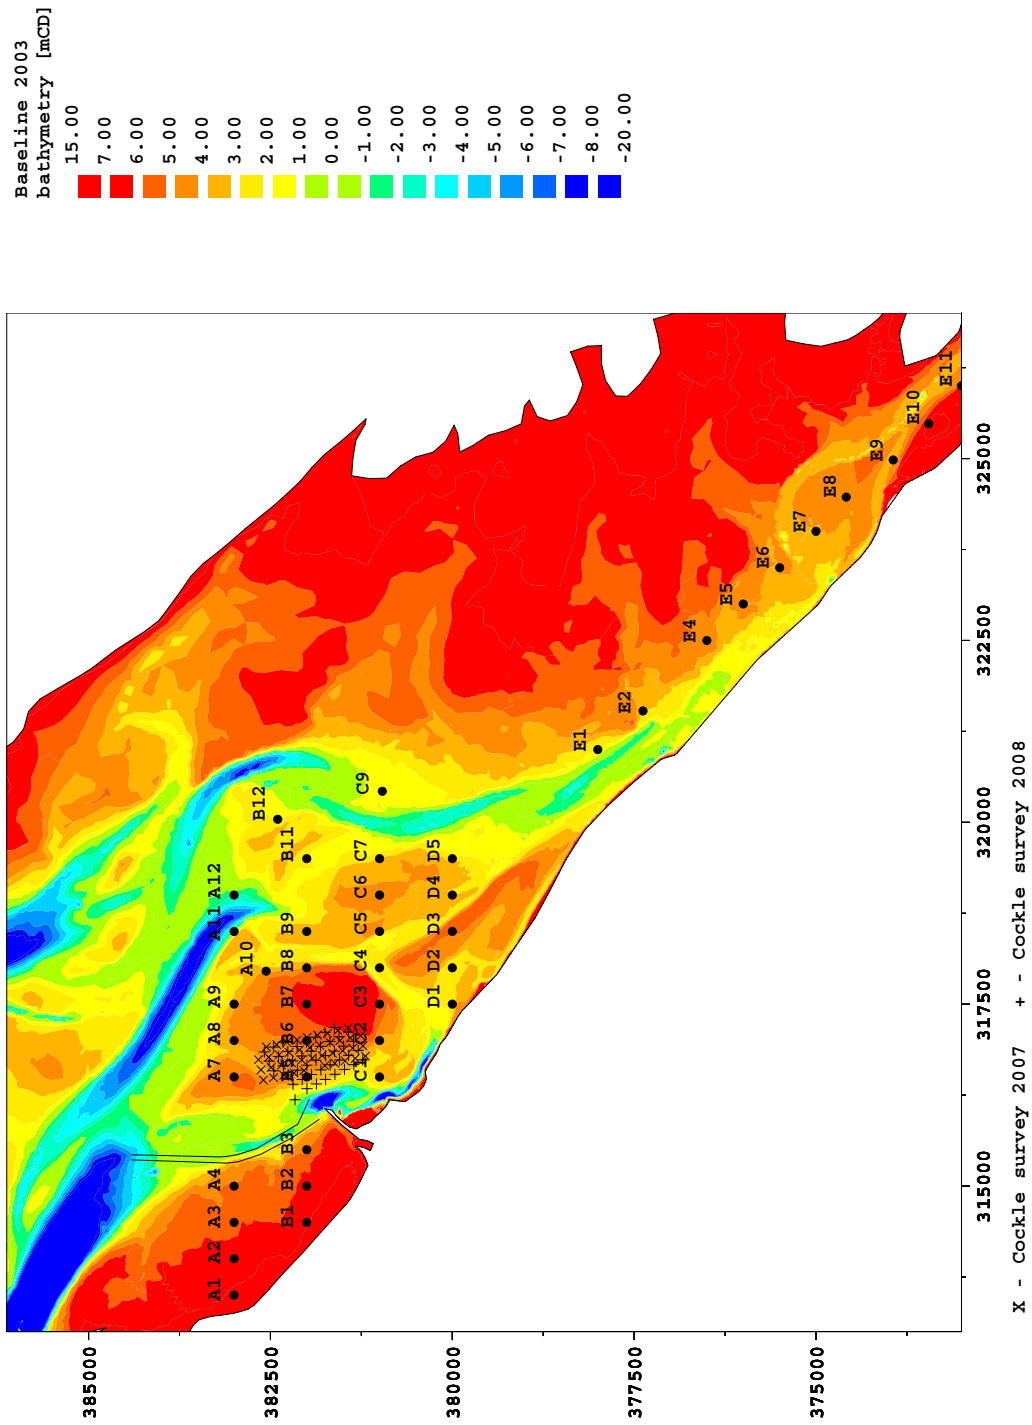 Baseline 2003
bathymetry [mCD]
15.00
7.00
6.00
5.00
4.00
3.00
2.00
1.00
0.00
-1.00
-2.00
-3.00
-4.00
-5.00
-6.00
-7.00
-8.00
-20.00
A1
A2
A3
A4
A7
A8
A9
A10
A11
A12
B1
B2
B3
B5
B6
B7
B8
B9
B11
B12
C1
C2
C3
C4
C5
C6
C7
C9
D1
D2
D3
D4
D5
E1
E2
E4
E5
E6
E7
E8
E9
E10
E11
385000
382500
380000
377500
375000
315000
317500
320000
322500
325000
X - Cockle survey 2007 + - Cockle survey 2008